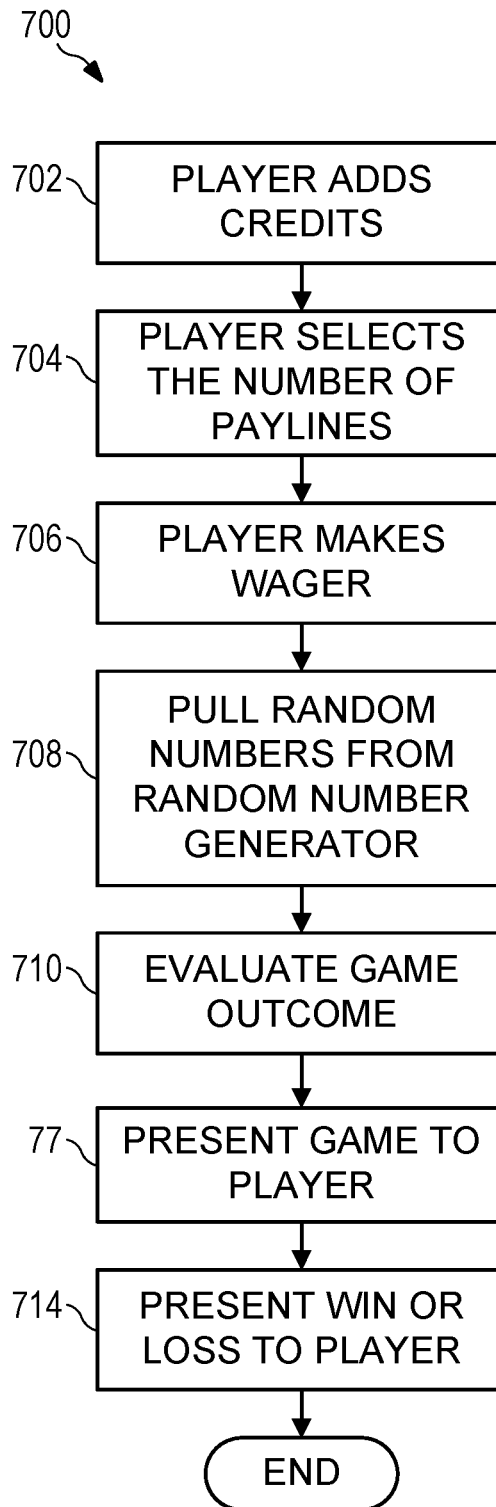 700
702
PLAYER ADDS
CREDITS
704
PLAYER SELECTS
THE NUMBER OF
PAYLINES
706
PLAYER MAKES
WAGER
708
PULL RANDOM
NUMBERS FROM
RANDOM NUMBER
GENERATOR
710
EVALUATE GAME
OUTCOME
77
PRESENT GAME TO
PLAYER
714
PRESENT WIN OR
LOSS TO PLAYER
END